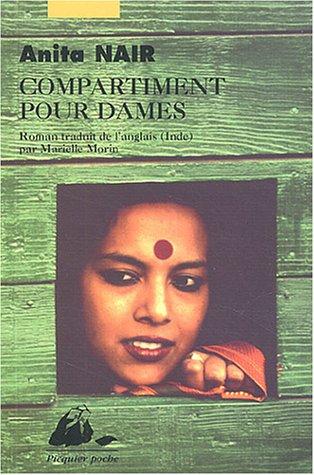 Anita NAIR
COMPARTIMENT
POUR DAMES
Roman traduit de l'anglais (Inde)
par Marielle Morin
Picquier poche